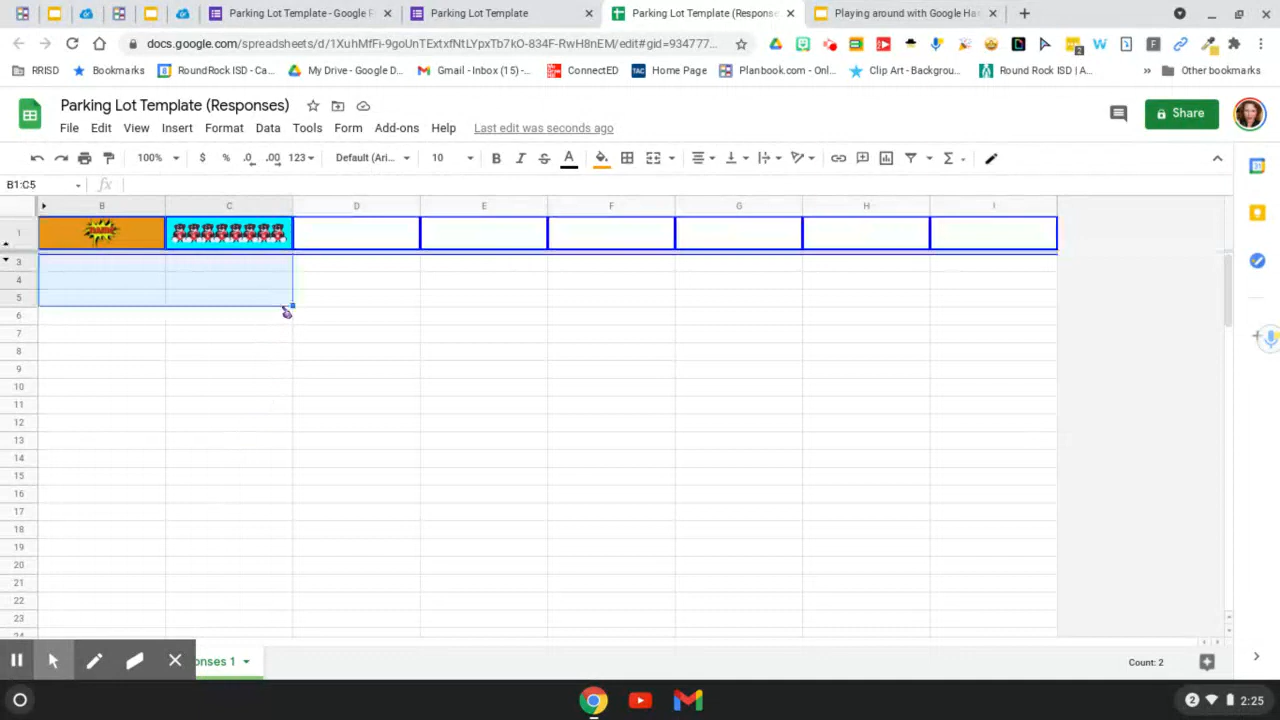 Parking Lot Template - Google F
Parking Lot Template
Parking Lot Template (Respons
Playing around with Google Ha
docs.google.com/spreadsheets/d/1XuhMfFi-9goUnTExtxfNtLYpxTb7kO-834F-RwH8nEM/edit#gid=934777...
RRISD
Bookmarks
RoundRock ISD - Ca...
My Drive - Google D...
Gmail - Inbox (15) -...
ConnectED
Home Page
Planbook.com - Onl...
Clip Art - Backgrou...
Round Rock ISD | A...
»
Other bookmarks
Parking Lot Template (Responses)
Share
File Edit View Insert Format Data Tools Form Add-ons Help Last edit was seconds ago
100% $ % .0 .00 123 Default (Ari... 10 B I S A
B1:C5 fx
B C D E F G H I
1
3
4
5
6
7
8
9
10
11
12
13
14
15
16
17
18
19
20
21
22
23
24
onses 1
Count: 2
2 2:25